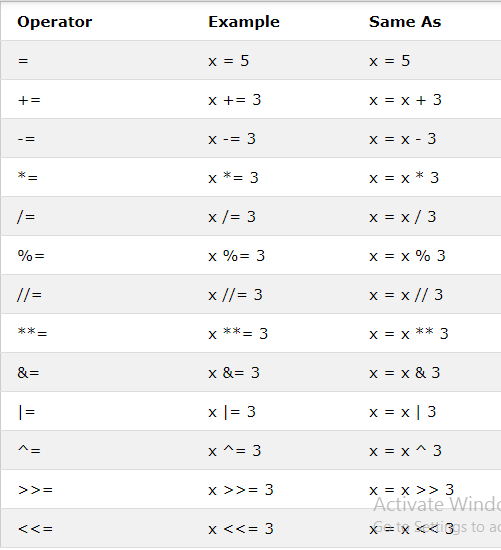 Operator Example Same As
= x = 5 x = 5
+= x += 3 x = x + 3
-= x -= 3 x = x - 3
*= x *= 3 x = x * 3
/= x /= 3 x = x / 3
%= x %= 3 x = x % 3
//= x //= 3 x = x // 3
**= x **= 3 x = x ** 3
&= x &= 3 x = x & 3
|= x |= 3 x = x | 3
^= x ^= 3 x = x ^ 3
>>= x >>= 3 x = x >> 3
Activate Windo
<<= x <<= 3 x = x << 3
Go to Settings to ac